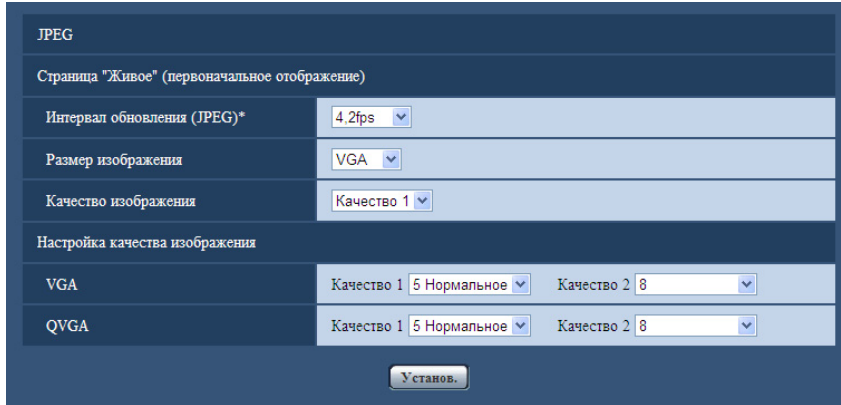 JPEG
Страница "Живое" (первоначальное отображение)
Интервал обновления (JPEG)* 4,2fps
Размер изображения VGA
Качество изображения Качество 1
Настройка качества изображения
VGA Качество 1 5 Нормальное Качество 2 8
QVGA Качество 1 5 Нормальное Качество 2 8
Установ.